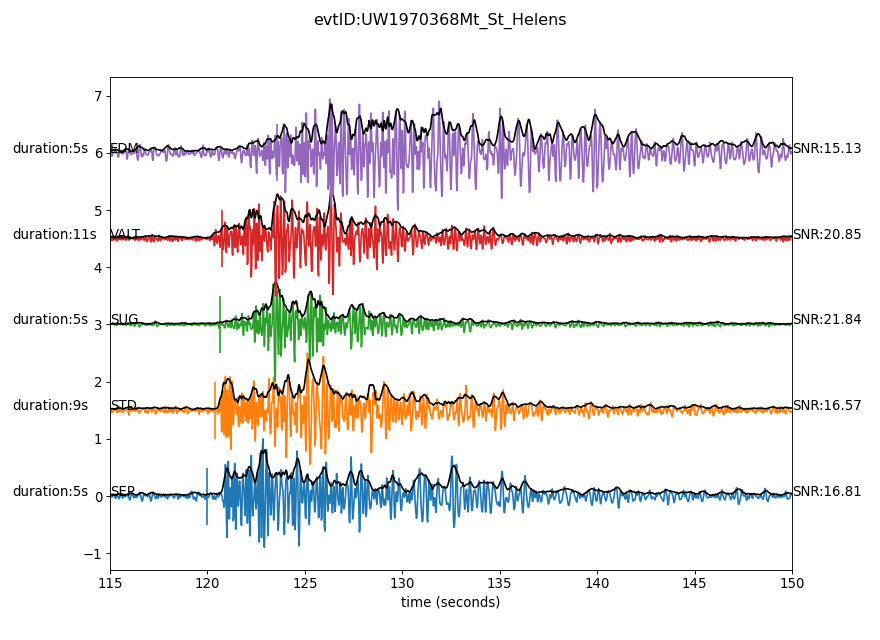 evtID:UW1970368Mt_St_Helens
7
duration:5s EDM 6 SNR:15.13
5
duration:11s VALT SNR:20.85
4
duration:5s SUG 3 SNR:21.84
2
duration:9s STD SNR:16.57
1
duration:5s SEP 0 SNR:16.81
−1
115 120 125 130 135 140 145 150
time (seconds)